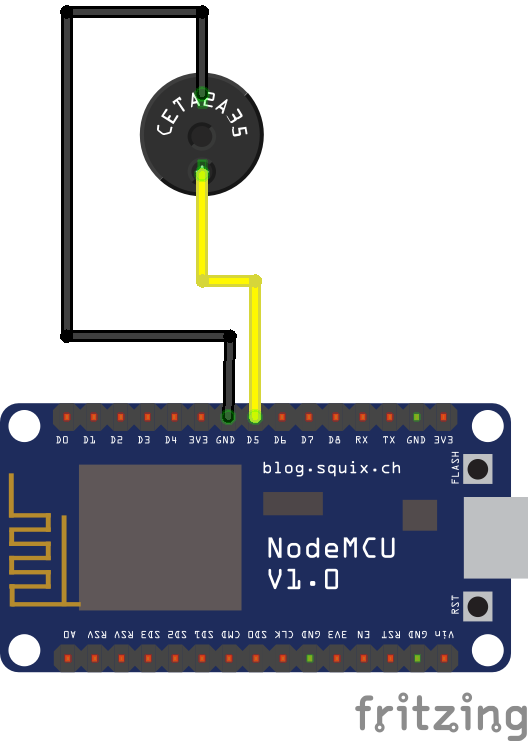 CETA2A35
D0 D1 D2 D3 D4 3V3 GND D5 D6 D7 D8 RX TX GND 3V3
blog.squix.ch
FLASH
NodeMCU
V1.0
RST
A0 RSV RSV SD3 SD2 SD1 CMD SD0 CLK GND 3V3 EN RST GND Vin
fritzing